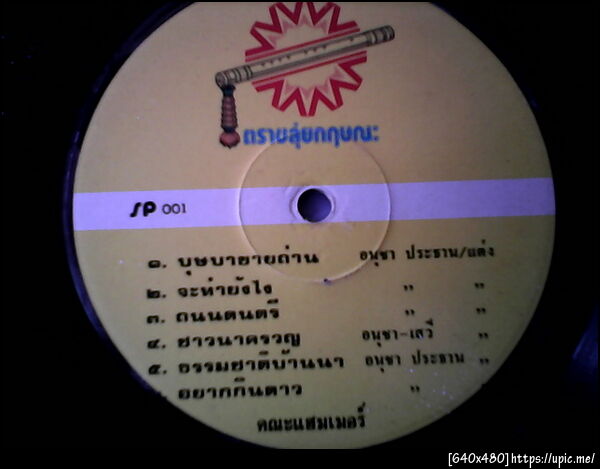 ตราขลุ่ยกฤษณะ
SP 001
๑. บุษบาขายถ่าน อนุชา ประธาน/แต่ง
๒. จะทำยังไง " "
๓. ถนนดนตรี " "
๔. ชาวนาคราญ อนุชา-เสวี "
๕. ธรรมชาติบ้านนา อนุชา ประธาน "
อยากกินดาว "
คณะแฮมเมอร์
[640x480]https://upic.me/